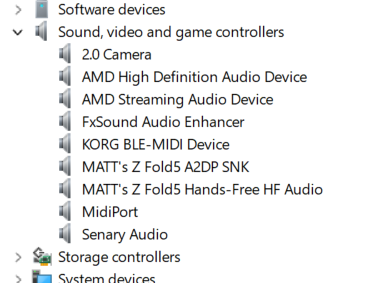 Software devices
Sound, video and game controllers
2.0 Camera
AMD High Definition Audio Device
AMD Streaming Audio Device
FxSound Audio Enhancer
KORG BLE-MIDI Device
MATT's Z Fold5 A2DP SNK
MATT's Z Fold5 Hands-Free HF Audio
MidiPort
Senary Audio
Storage controllers
System devices